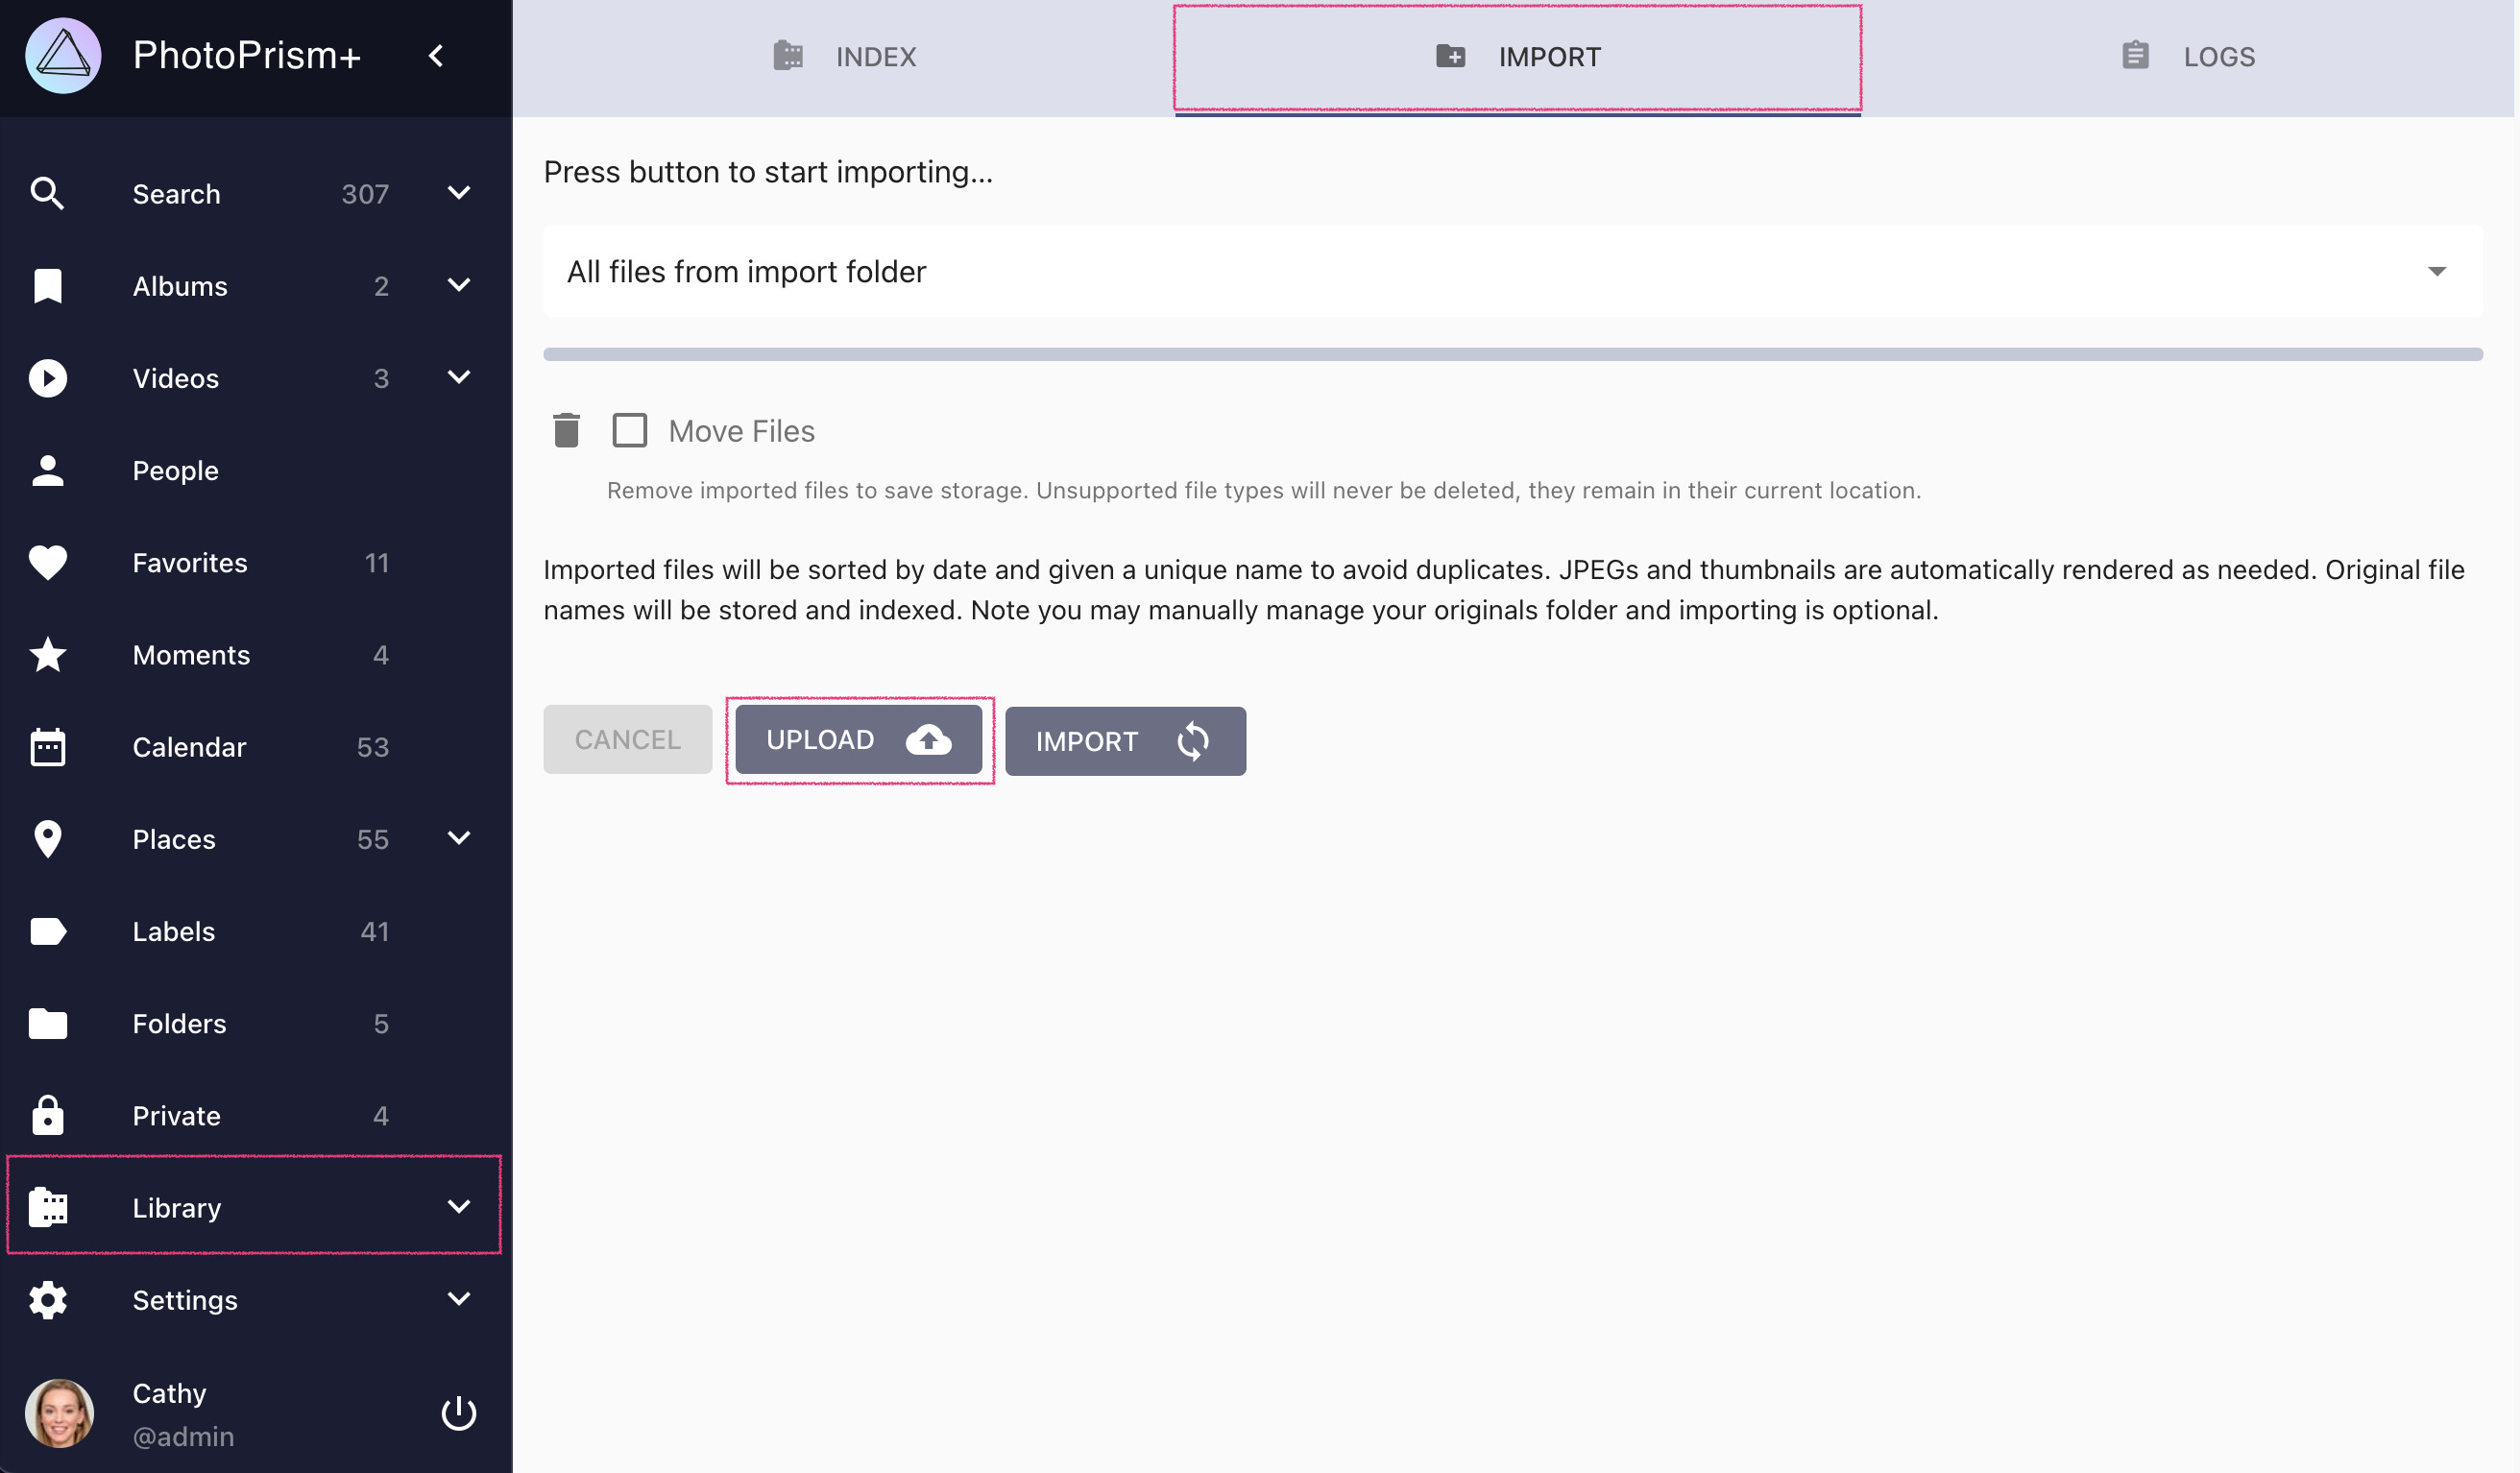 PhotoPrism+
Search 307
Albums 2
Videos 3
People
Favorites 11
Moments 4
Calendar 53
Places 55
Labels 41
Folders 5
Private 4
Library
Settings
Cathy
@admin
INDEX
IMPORT
LOGS
Press button to start importing...
All files from import folder
Move Files
Remove imported files to save storage. Unsupported file types will never be deleted, they remain in their current location.
Imported files will be sorted by date and given a unique name to avoid duplicates. JPEGs and thumbnails are automatically rendered as needed. Original file
names will be stored and indexed. Note you may manually manage your originals folder and importing is optional.
CANCEL
UPLOAD
IMPORT